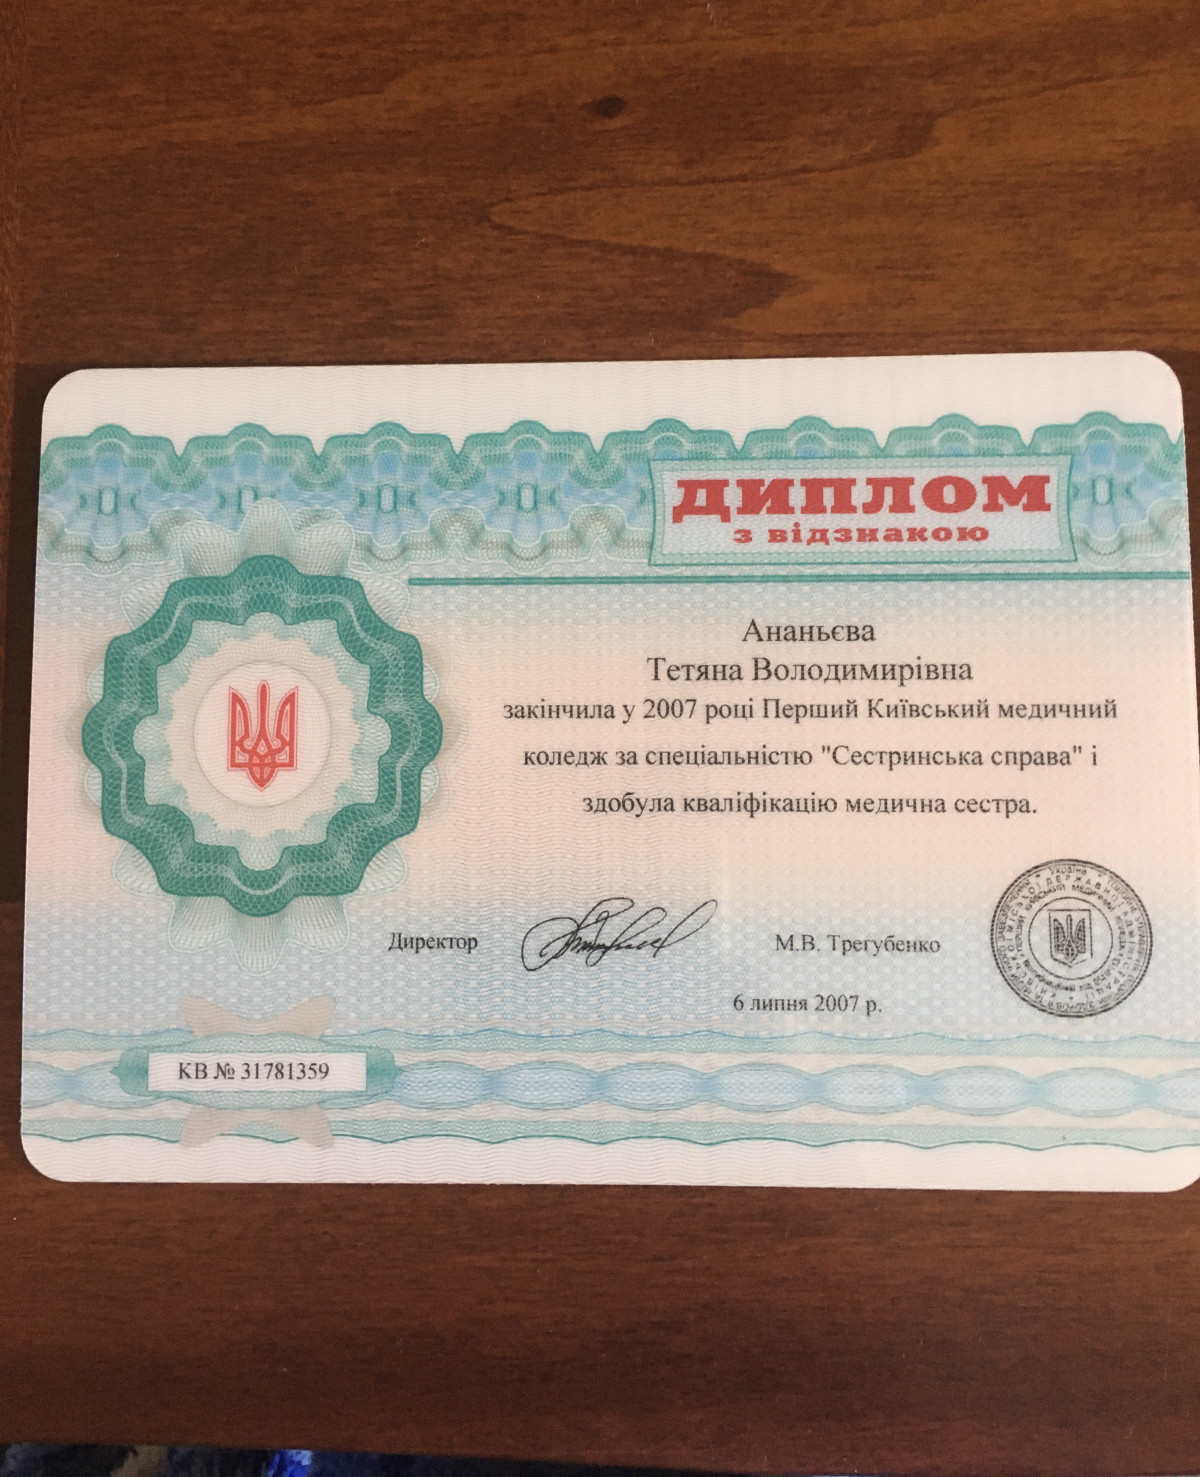 ДИПЛОМ
з відзнакою
Ананьєва
Тетяна Володимирівна
закінчила у 2007 році Перший Київський медичний
коледж за спеціальністю "Сестринська справа" і
здобула кваліфікацію медична сестра.
Директор
М.В. Трегубенко
6 липня 2007 р.
КВ № 31781359